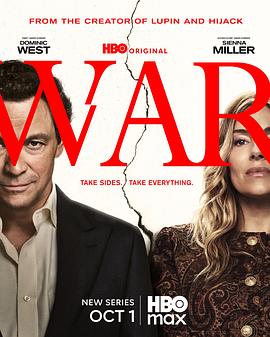 FROM THE CREATOR OF LUPIN AND HIJACK
DOMINIC
WEST
HBO ORIGINAL
SIENNA
MILLER
WAR
TAKE SIDES. TAKE EVERYTHING.
NEW SERIES
OCT 1
HBO
max